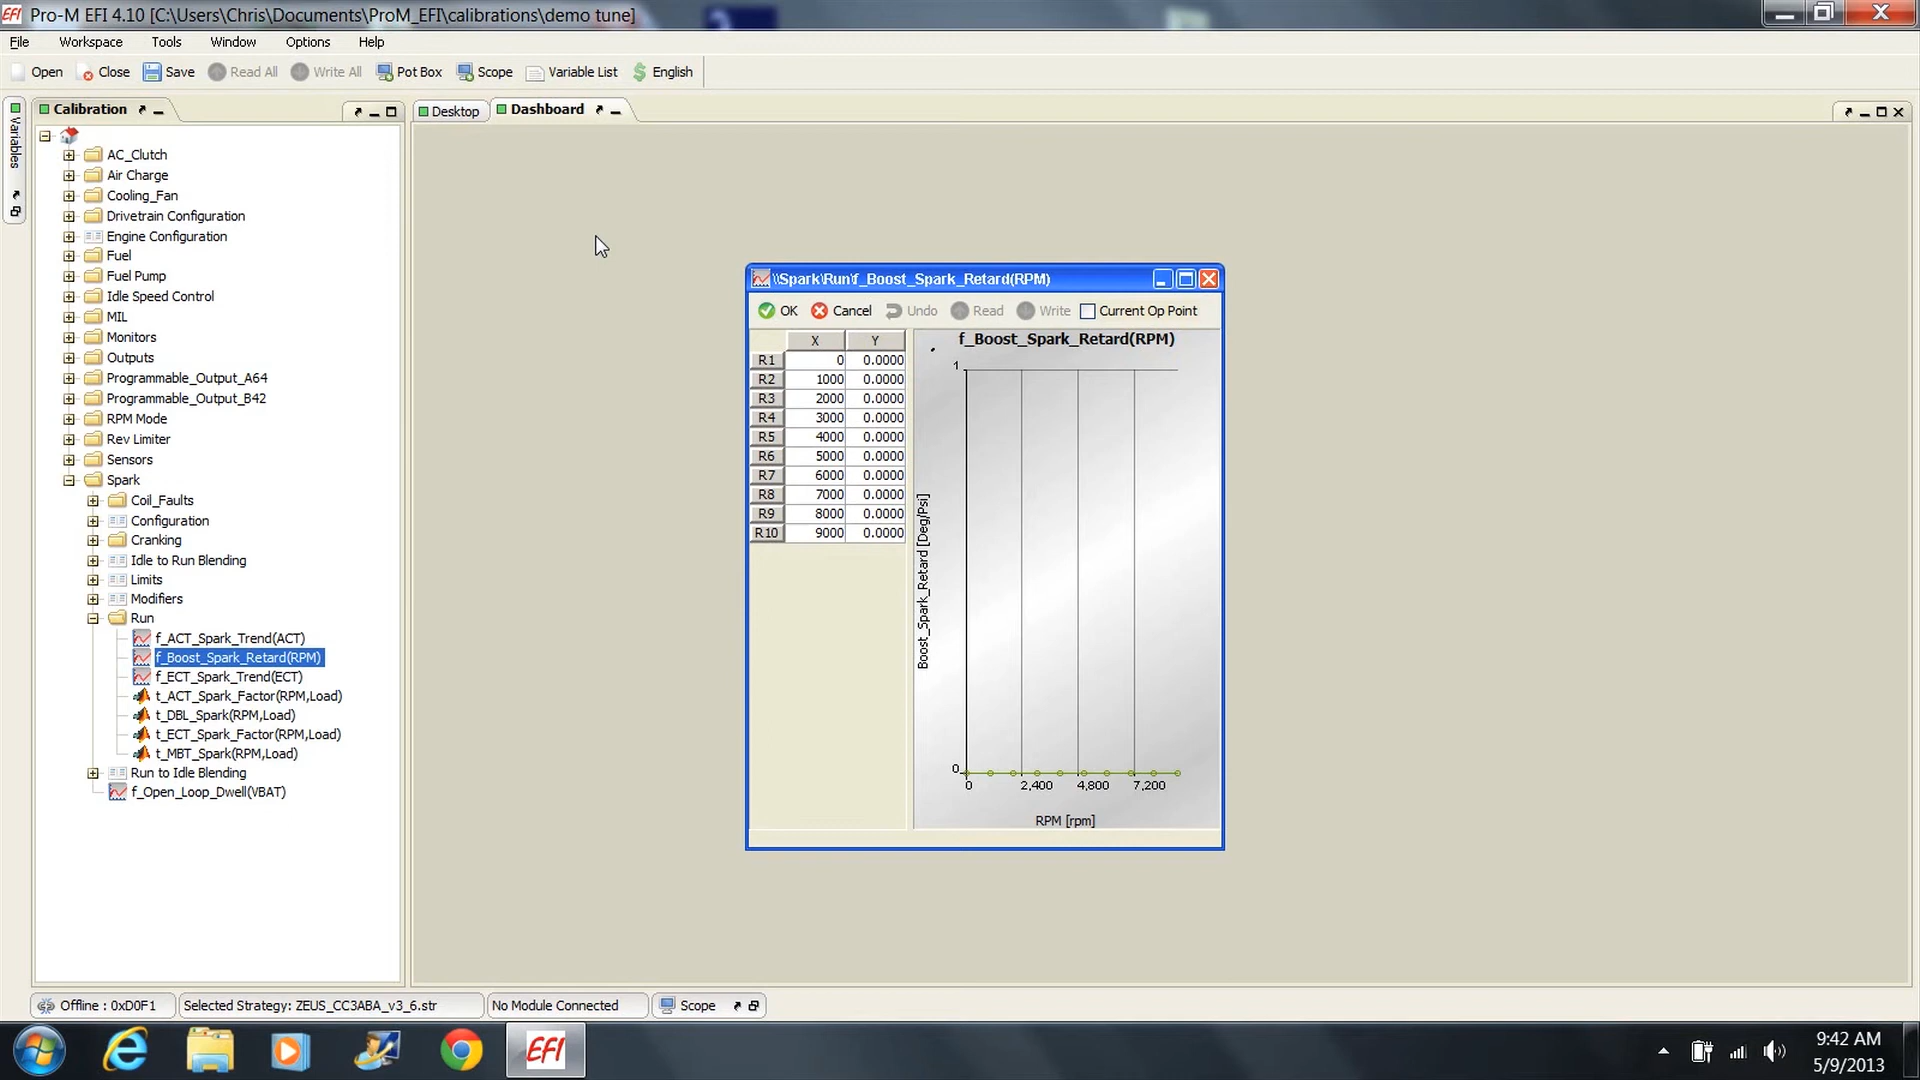 EFI Pro-M EFI 4.10 [C:\Users\Chris\Documents\ProM_EFI\calibrations\demo tune]
File Workspace Tools Window Options Help
Open Close Save Read All Write All Pot Box Scope Variable List English
Variables
Calibration
Desktop Dashboard
AC_Clutch
Air Charge
Cooling_Fan
Drivetrain Configuration
Engine Configuration
Fuel
Fuel Pump
Idle Speed Control
MIL
Monitors
Outputs
Programmable_Output_A64
Programmable_Output_B42
RPM Mode
Rev Limiter
Sensors
Spark
Coil_Faults
Configuration
Cranking
Idle to Run Blending
Limits
Modifiers
Run
f_ACT_Spark_Trend(ACT)
f_Boost_Spark_Retard(RPM)
f_ECT_Spark_Trend(ECT)
t_ACT_Spark_Factor(RPM,Load)
t_DBL_Spark(RPM,Load)
t_ECT_Spark_Factor(RPM,Load)
t_MBT_Spark(RPM,Load)
Run to Idle Blending
f_Open_Loop_Dwell(VBAT)
\\Spark\Run\f_Boost_Spark_Retard(RPM)
OK Cancel Undo Read Write Current Op Point
X Y
R1 0 0.0000
R2 1000 0.0000
R3 2000 0.0000
R4 3000 0.0000
R5 4000 0.0000
R6 5000 0.0000
R7 6000 0.0000
R8 7000 0.0000
R9 8000 0.0000
R10 9000 0.0000
f_Boost_Spark_Retard(RPM)
1
Boost_Spark_Retard [Deg/Psi]
0
0 2,400 4,800 7,200
RPM [rpm]
Offline : 0xD0F1 Selected Strategy: ZEUS_CC3ABA_v3_6.str No Module Connected Scope
EFI
9:42 AM
5/9/2013